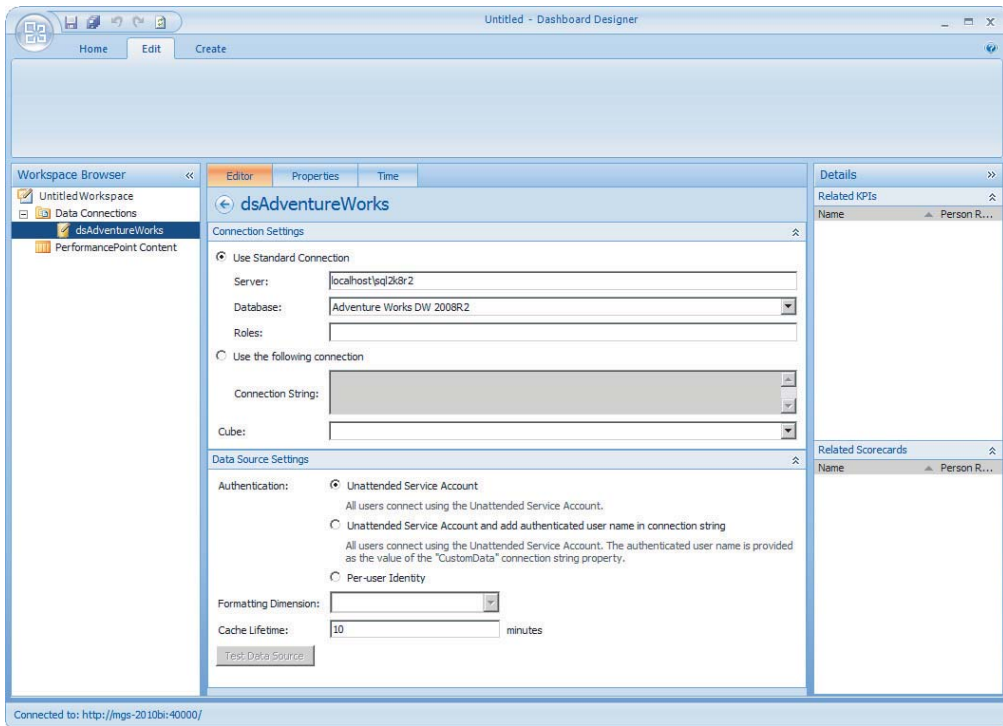 Untitled - Dashboard Designer
Home Edit Create
Workspace Browser «
Untitled Workspace
Data Connections
dsAdventureWorks
PerformancePoint Content
Editor Properties Time
dsAdventureWorks
Connection Settings
Use Standard Connection
Server: localhost\sql2k8r2
Database: Adventure Works DW 2008R2
Roles:
Use the following connection
Connection String:
Cube:
Data Source Settings
Authentication: Unattended Service Account
All users connect using the Unattended Service Account.
Unattended Service Account and add authenticated user name in connection string
All users connect using the Unattended Service Account. The authenticated user name is provided
as the value of the "CustomData" connection string property.
Per-user Identity
Formatting Dimension:
Cache Lifetime: 10 minutes
Test Data Source
Details »
Related KPIs
Name Person R...
Related Scorecards
Name Person R...
Connected to: http://mgs-2010bi:40000/